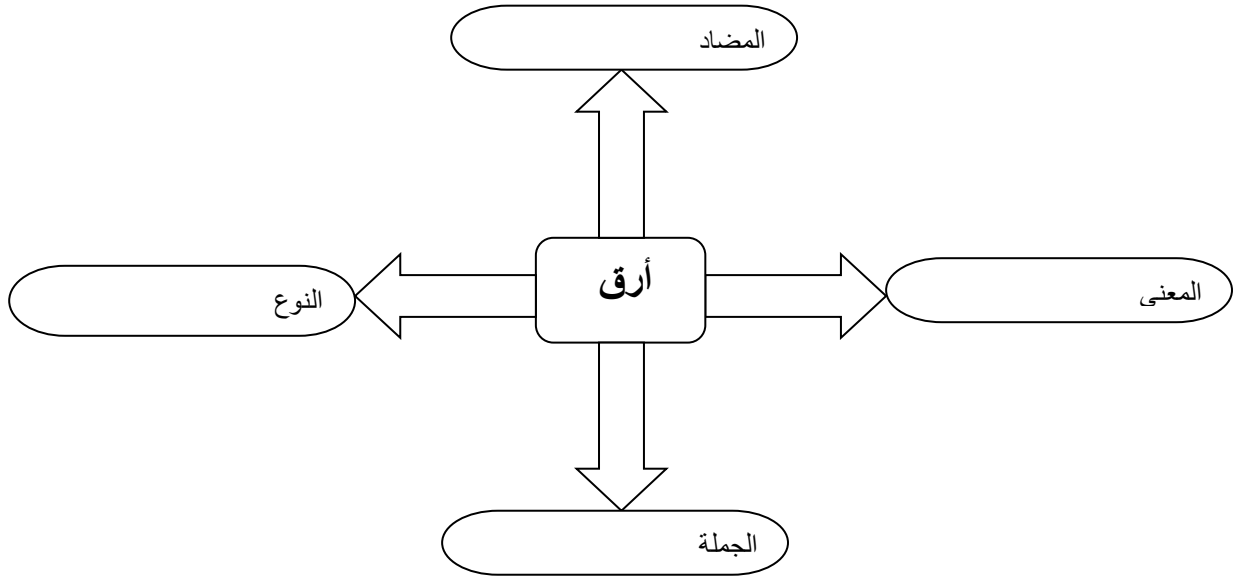 المضاد
المعنى
أرق
النوع
الجملة